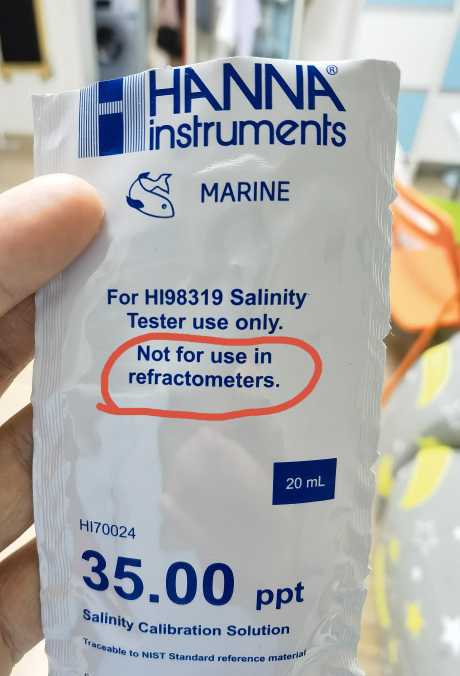 HANNA®
instruments
MARINE
For HI98319 Salinity
Tester use only.
Not for use in
refractometers.
20 mL
HI70024
35.00 ppt
Salinity Calibration Solution
Traceable to NIST Standard reference material